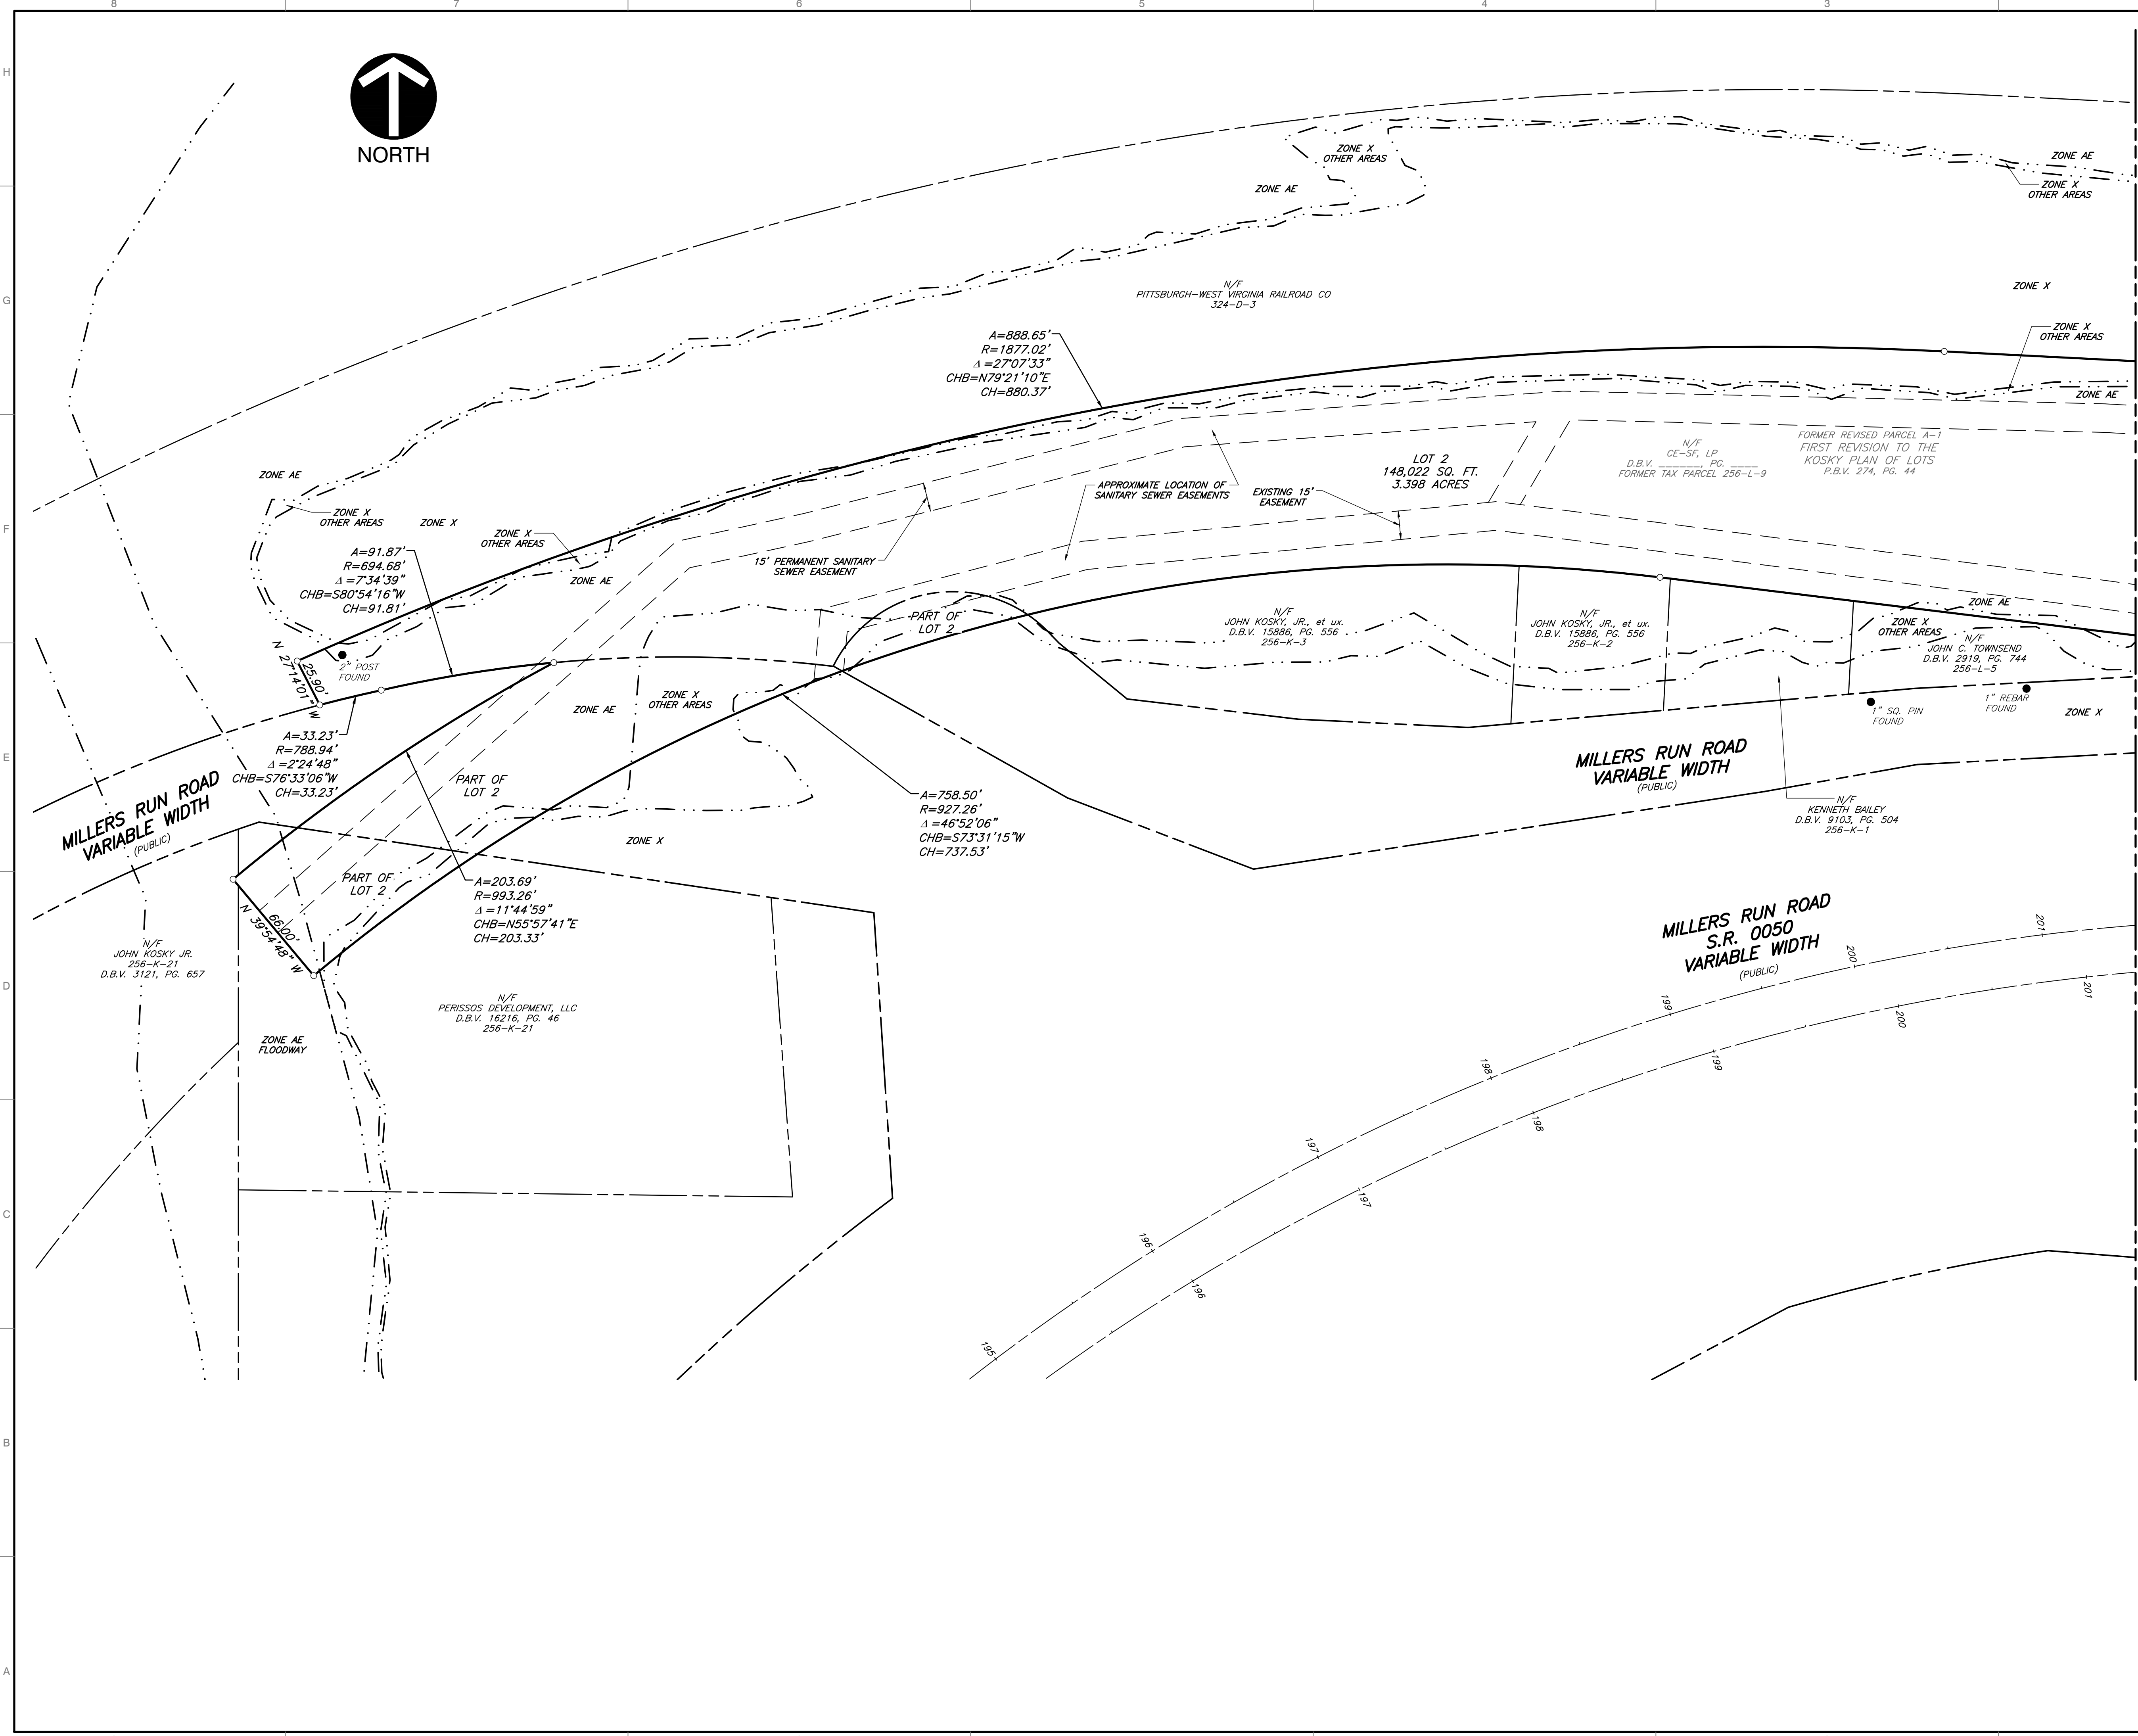 8
7
6
5
4
3
H
G
F
E
D
C
B
A
NORTH
ZONE X
OTHER AREAS
ZONE AE
ZONE AE
ZONE X
OTHER AREAS
N/F
PITTSBURGH-WEST VIRGINIA RAILROAD CO
324-D-3
ZONE X
ZONE X
OTHER AREAS
A=888.65'
R=1877.02'
Δ=27°07'33"
CHB=N79°21'10"E
CH=880.37'
ZONE AE
ZONE AE
LOT 2
148,022 SQ. FT.
3.398 ACRES
N/F
CE-SF, LP
D.B.V. ______, PG. ____
FORMER TAX PARCEL 256-L-9
FORMER REVISED PARCEL A-1
FIRST REVISION TO THE
KOSKY PLAN OF LOTS
P.B.V. 274, PG. 44
APPROXIMATE LOCATION OF
SANITARY SEWER EASEMENTS
EXISTING 15'
EASEMENT
ZONE X
OTHER AREAS
ZONE X
ZONE X
OTHER AREAS
A=91.87'
R=694.68'
Δ=7°34'39"
CHB=S80°54'16"W
CH=91.81'
ZONE AE
15' PERMANENT SANITARY
SEWER EASEMENT
PART OF
LOT 2
N/F
JOHN KOSKY, JR., et ux.
D.B.V. 15886, PG. 556
256-K-3
N/F
JOHN KOSKY, JR., et ux.
D.B.V. 15886, PG. 556
256-K-2
ZONE AE
ZONE X
OTHER AREAS
N/F
JOHN C. TOWNSEND
D.B.V. 2919, PG. 744
256-L-5
2" POST
FOUND
25.90'
N 27°14'01" W
ZONE X
OTHER AREAS
ZONE AE
1" REBAR
FOUND
1" SQ. PIN
FOUND
ZONE X
A=33.23'
R=788.94'
Δ=2°24'48"
CHB=S76°33'06"W
CH=33.23'
MILLERS RUN ROAD
VARIABLE WIDTH
(PUBLIC)
PART OF
LOT 2
MILLERS RUN ROAD
VARIABLE WIDTH
(PUBLIC)
A=758.50'
R=927.26'
Δ=46°52'06"
CHB=S73°31'15"W
CH=737.53'
N/F
KENNETH BAILEY
D.B.V. 9103, PG. 504
256-K-1
ZONE X
PART OF
LOT 2
A=203.69'
R=993.26'
Δ=11°44'59"
CHB=N55°57'41"E
CH=203.33'
66.00'
N 39°54'48" W
MILLERS RUN ROAD
S.R. 0050
VARIABLE WIDTH
(PUBLIC)
N/F
JOHN KOSKY JR.
256-K-21
D.B.V. 3121, PG. 657
N/F
PERISSOS DEVELOPMENT, LLC
D.B.V. 16216, PG. 46
256-K-21
ZONE AE
FLOODWAY
201
200
199
198
197
196
195
201
200
199
198
197
196